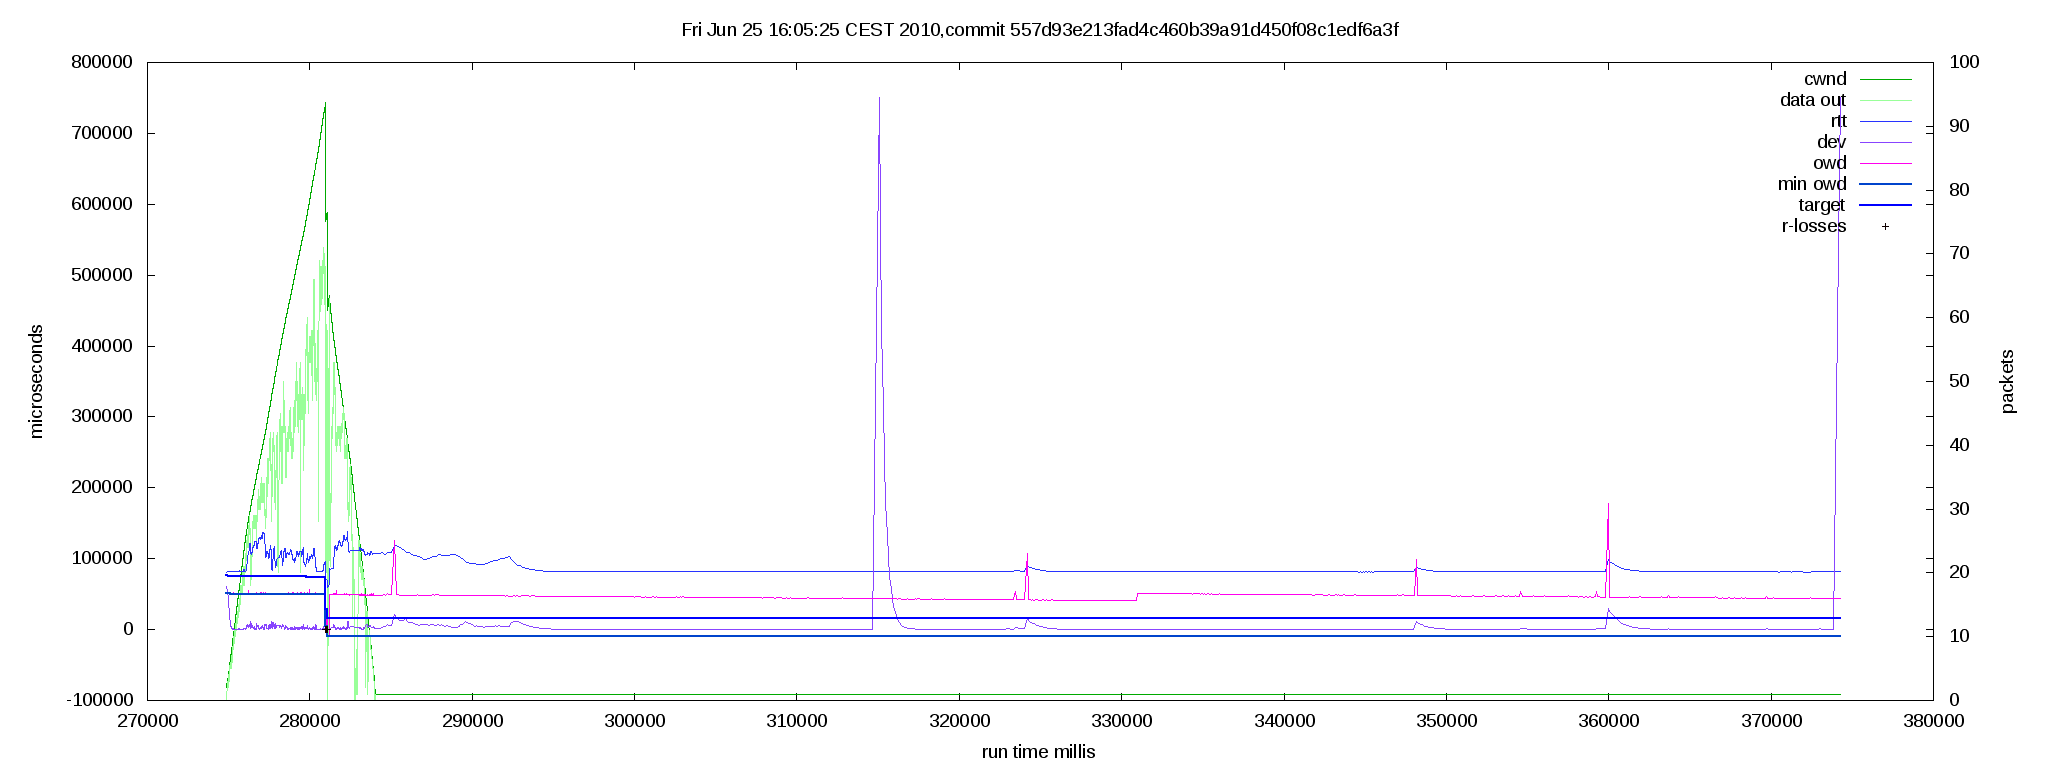 Fri Jun 25 16:05:25 CEST 2010,commit 557d93e213fad4c460b39a91d450f08c1edf6a3f
800000
700000
600000
500000
400000
300000
200000
100000
0
-100000
microseconds
100
90
80
70
60
50
40
30
20
10
0
packets
cwnd
data out
rtt
dev
owd
min owd
target
r-losses
270000 280000 290000 300000 310000 320000 330000 340000 350000 360000 370000 380000
run time millis